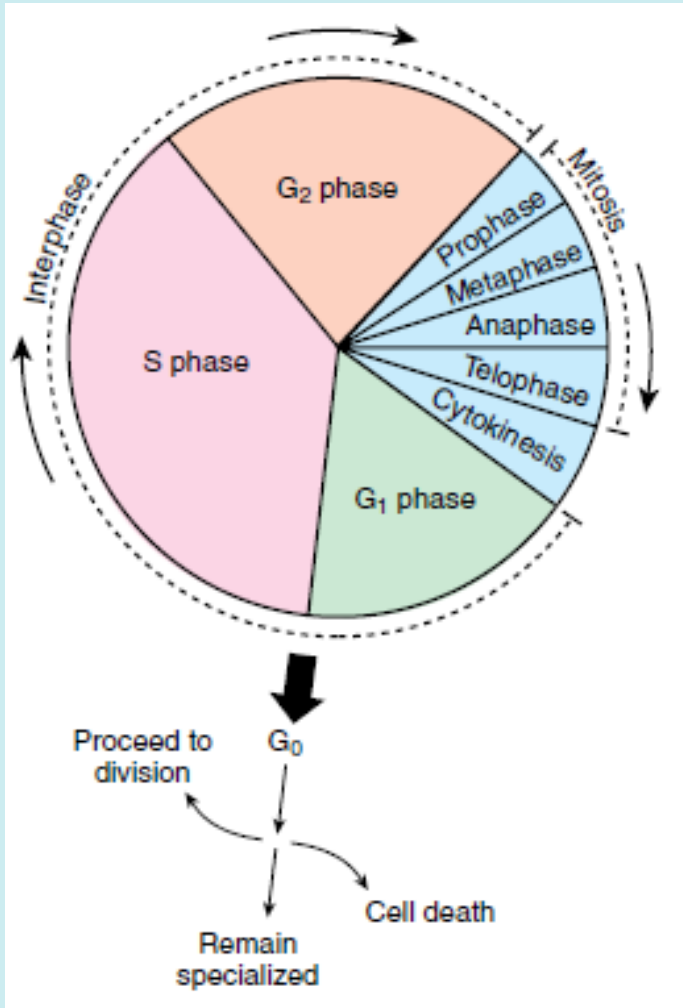 Interphase
G₂ phase
Mitosis
Prophase
Metaphase
Anaphase
Telophase
Cytokinesis
S phase
G₁ phase
G₀
Proceed to
division
Cell death
Remain
specialized